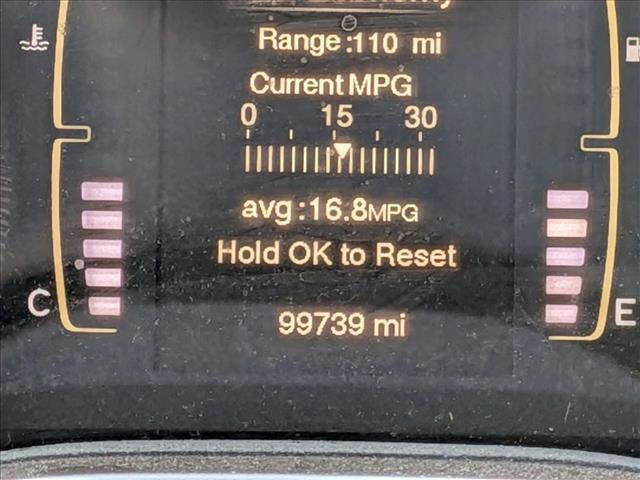 Range:110 mi
Current MPG
0 15 30
avg:16.8MPG
Hold OK to Reset
C
E
99739 mi